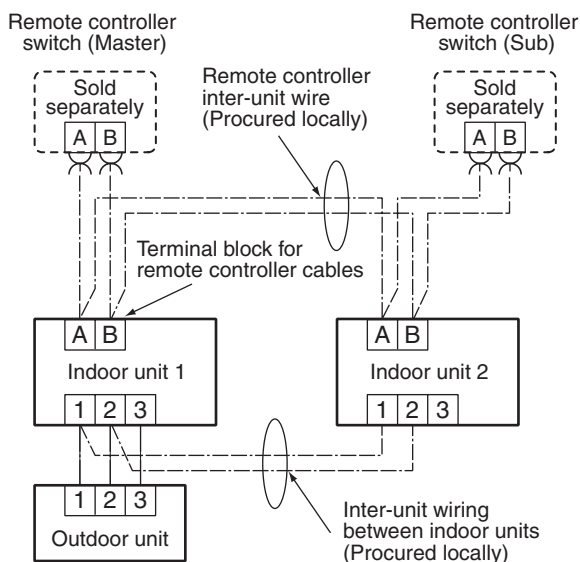 Remote controller
switch (Master)
Remote controller
switch (Sub)
Sold
separately
A B
Remote controller
inter-unit wire
(Procured locally)
Sold
separately
A B
Terminal block for
remote controller cables
A B
Indoor unit 1
1 2 3
A B
Indoor unit 2
1 2 3
1 2 3
Outdoor unit
Inter-unit wiring
between indoor units
(Procured locally)